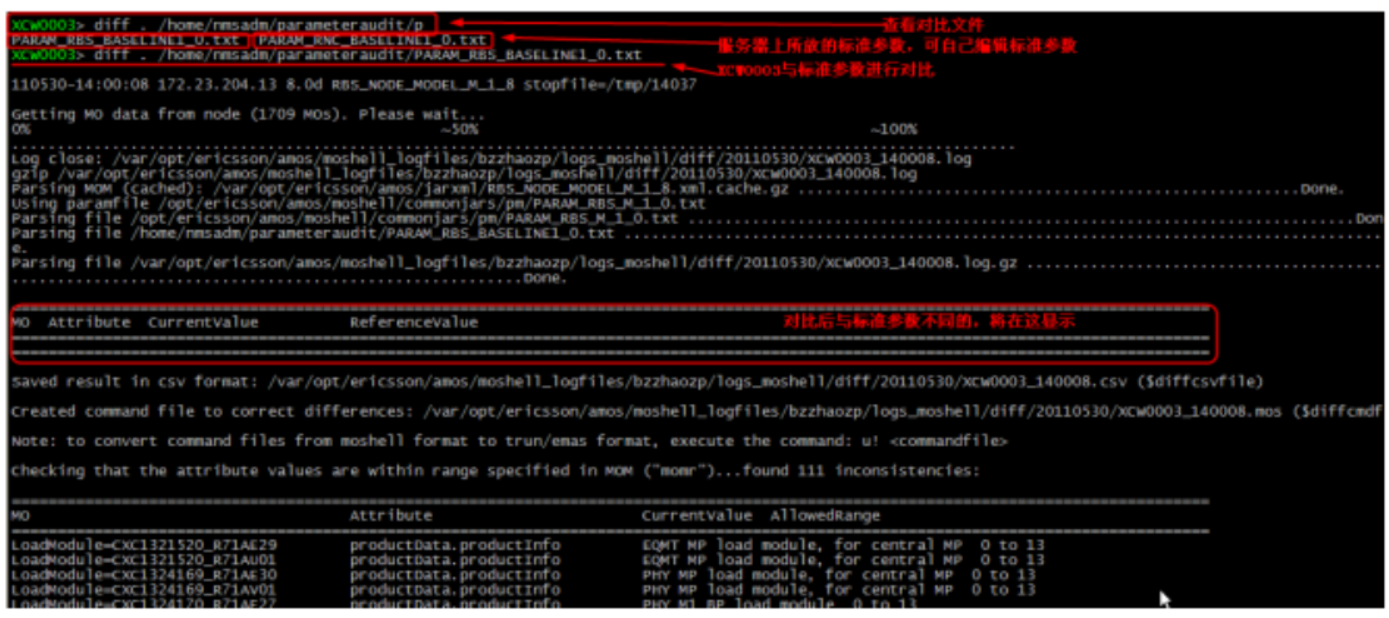 XCW0003> diff . /home/nmsadm/parameteraudit/p 查看对比文件
PARAM_RBS_BASELINE1_0.txt PARAM_RNC_BASELINE1_0.txt 服务器上所放的标准参数，可自己编辑标准参数
XCW0003> diff . /home/nmsadm/parameteraudit/PARAM_RBS_BASELINE1_0.txt
XCW0003与标准参数进行对比
110530-14:00:08 172.23.204.13 8.0d RBS_NODE_MODEL_M_1_8 stopfile=/tmp/14037
Getting MO data from node (1709 MOs). Please wait...
0% ~50% ~100%
Log close: /var/opt/ericsson/amos/moshell_logfiles/bzzhaozp/logs_moshell/diff/20110530/XCW0003_140008.log
gzip /var/opt/ericsson/amos/moshell_logfiles/bzzhaozp/logs_moshell/diff/20110530/XCW0003_140008.log
Parsing MOM (cached): /var/opt/ericsson/amos/jarxml/RBS_NODE_MODEL_M_1_8.xml.cache.gz ..........Done.
Using paramfile /opt/ericsson/amos/moshell/commonjars/pm/PARAM_RBS_M_1_0.txt
Parsing file /opt/ericsson/amos/moshell/commonjars/pm/PARAM_RBS_M_1_0.txt ..........Don
Parsing file /home/nmsadm/parameteraudit/PARAM_RBS_BASELINE1_0.txt ..........
e.
Parsing file /var/opt/ericsson/amos/moshell_logfiles/bzzhaozp/logs_moshell/diff/20110530/XCW0003_140008.log.gz ..........
..........Done.
MO Attribute CurrentValue ReferenceValue 对比后与标准参数不同的，将在这显示
Saved result in csv format: /var/opt/ericsson/amos/moshell_logfiles/bzzhaozp/logs_moshell/diff/20110530/XCW0003_140008.csv ($diffcsvfile)
Created command file to correct differences: /var/opt/ericsson/amos/moshell_logfiles/bzzhaozp/logs_moshell/diff/20110530/XCW0003_140008.mos ($diffcmdf
Note: to convert command files from moshell format to trun/emas format, execute the command: u! <commandfile>
Checking that the attribute values are within range specified in MOM ("momr")...found 111 inconsistencies:
MO Attribute CurrentValue AllowedRange
LoadModule=CXC1321520_R71AE29 productData.productInfo EQMT MP load module, for central MP 0 to 13
LoadModule=CXC1321520_R71AU01 productData.productInfo EQMT MP load module, for central MP 0 to 13
LoadModule=CXC1324169_R71AE30 productData.productInfo PHY MP load module, for central MP 0 to 13
LoadModule=CXC1324169_R71AV01 productData.productInfo PHY MP load module, for central MP 0 to 13
LoadModule=CXC1324170_R71AE27 productData.productInfo PHY M1 BP load module 0 to 13